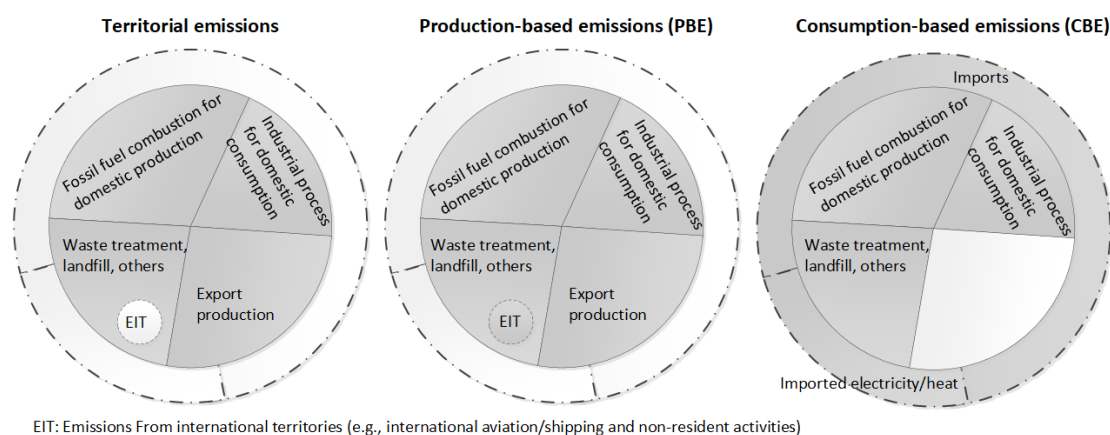 Territorial emissions
Fossil fuel combustion for
domestic production
Industrial process
for domestic
consumption
Waste treatment,
landfill, others
EIT
Export
production
Production-based emissions (PBE)
Fossil fuel combustion for
domestic production
Industrial process
for domestic
consumption
Waste treatment,
landfill, others
EIT
Export
production
Consumption-based emissions (CBE)
Imports
Fossil fuel combustion for
domestic production
Industrial process
for domestic
consumption
Waste treatment,
landfill, others
Imported electricity/heat
EIT: Emissions From international territories (e.g., international aviation/shipping and non-resident activities)